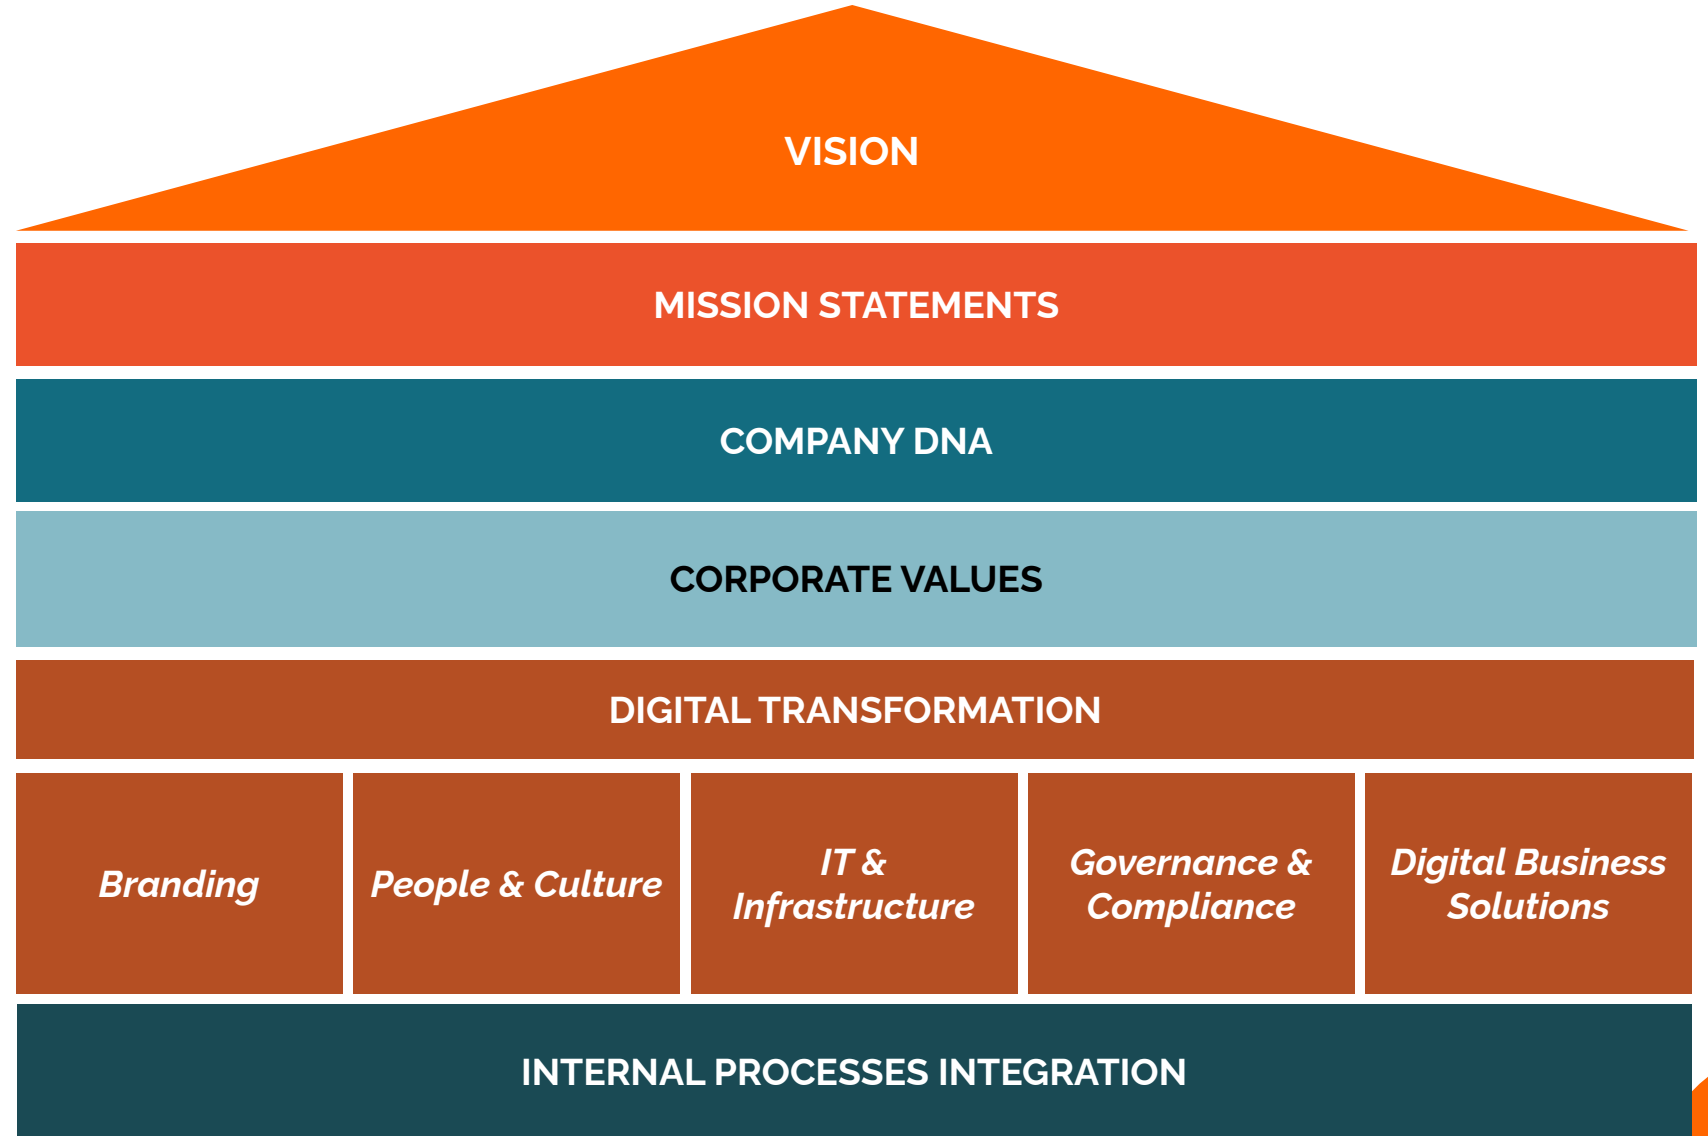 VISION
MISSION STATEMENTS
COMPANY DNA
CORPORATE VALUES
DIGITAL TRANSFORMATION
Branding
People & Culture
IT &
Infrastructure
Governance &
Compliance
Digital Business
Solutions
INTERNAL PROCESSES INTEGRATION